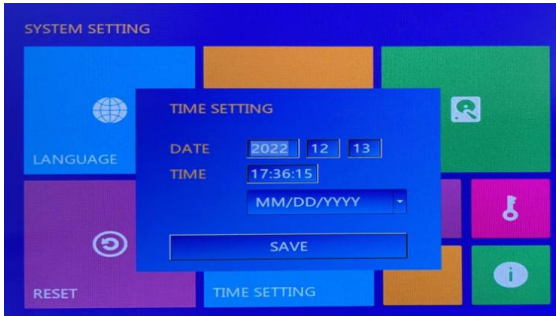 SYSTEM SETTING
TIME SETTING
DATE 2022 12 13
LANGUAGE
TIME 17:36:15
MM/DD/YYYY
SAVE
RESET
TIME SETTING